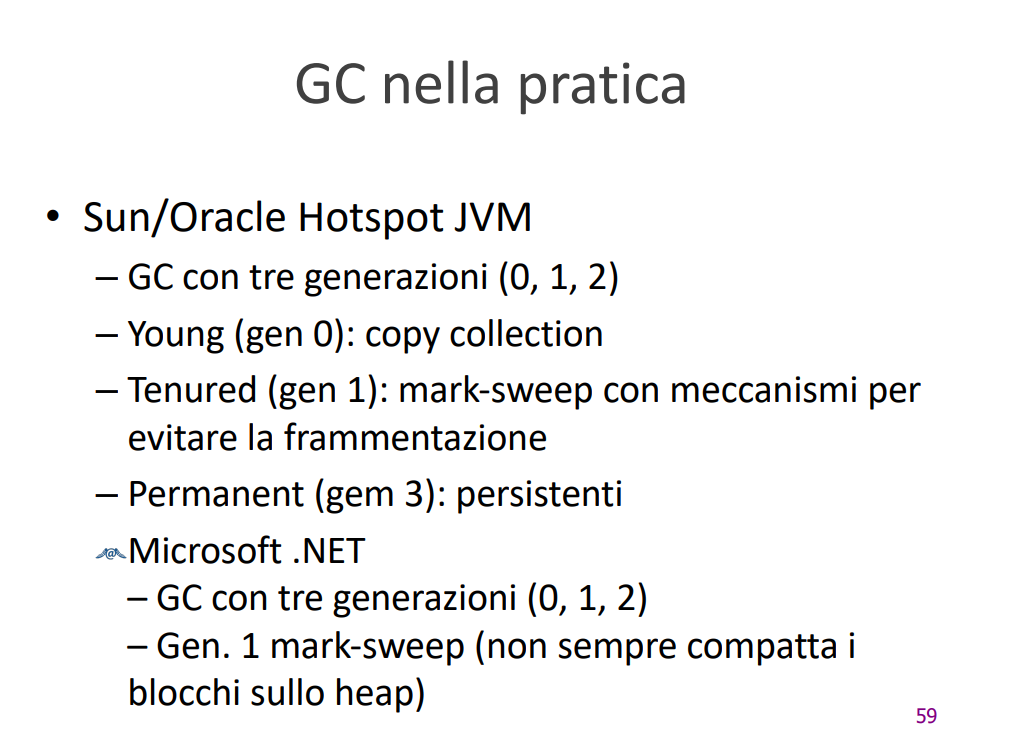 GC nella pratica
• Sun/Oracle Hotspot JVM
– GC con tre generazioni (0, 1, 2)
– Young (gen 0): copy collection
– Tenured (gen 1): mark-sweep con meccanismi per
evitare la frammentazione
– Permanent (gem 3): persistenti
Microsoft .NET
– GC con tre generazioni (0, 1, 2)
– Gen. 1 mark-sweep (non sempre compatta i
blocchi sullo heap)
59